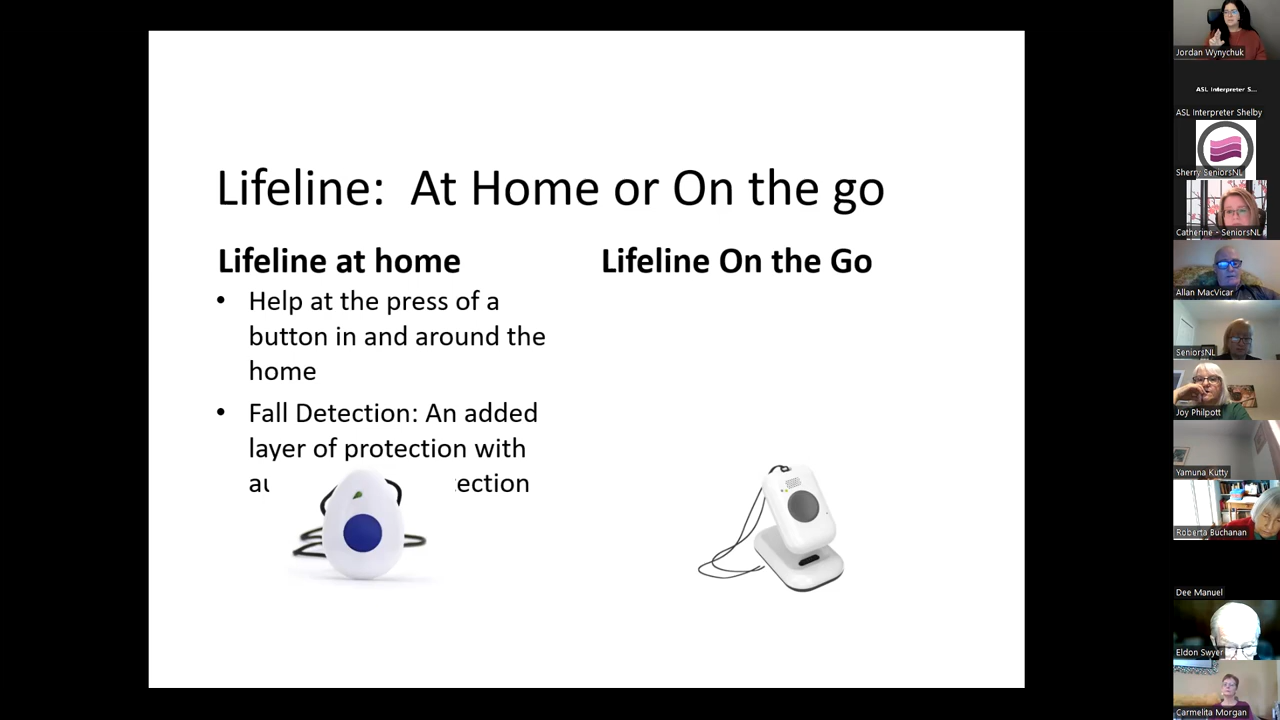 Lifeline: At Home or On the go
Lifeline at home
• Help at the press of a
button in and around the
home
• Fall Detection: An added
layer of protection with
ection
Lifeline On the Go
Jordan Wynychuk
ASL Interpreter S...
ASL Interpreter Shelby
Sherry SeniorsNL
Catherine - SeniorsNL
Allan MacVicar
SeniorsNL
Joy Philpott
Yamuna Kutty
Roberta Buchanan
Dee Manuel
Eldon Swyer
Carmelita Morgan